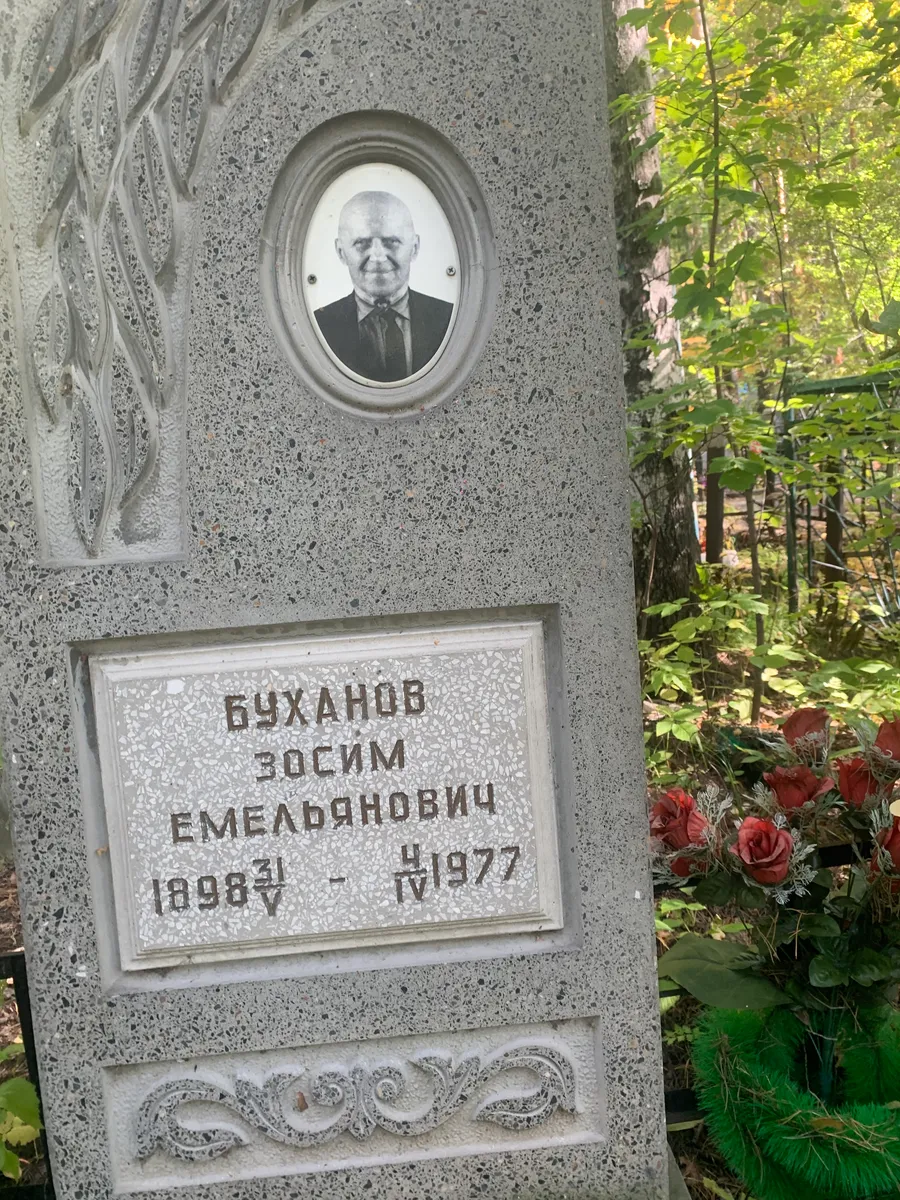 БУХАНОВ
ЗОСИМ
ЕМЕЛЬЯНОВИЧ
1898 31/V - 4/IV 1977